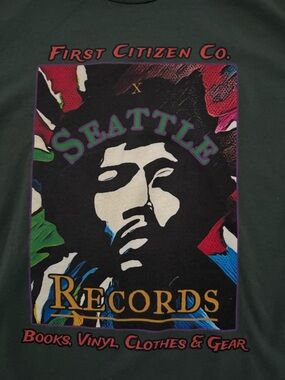 First Citizen Co.
X
Seattle
Records
Books, Vinyl, Clothes & Gear